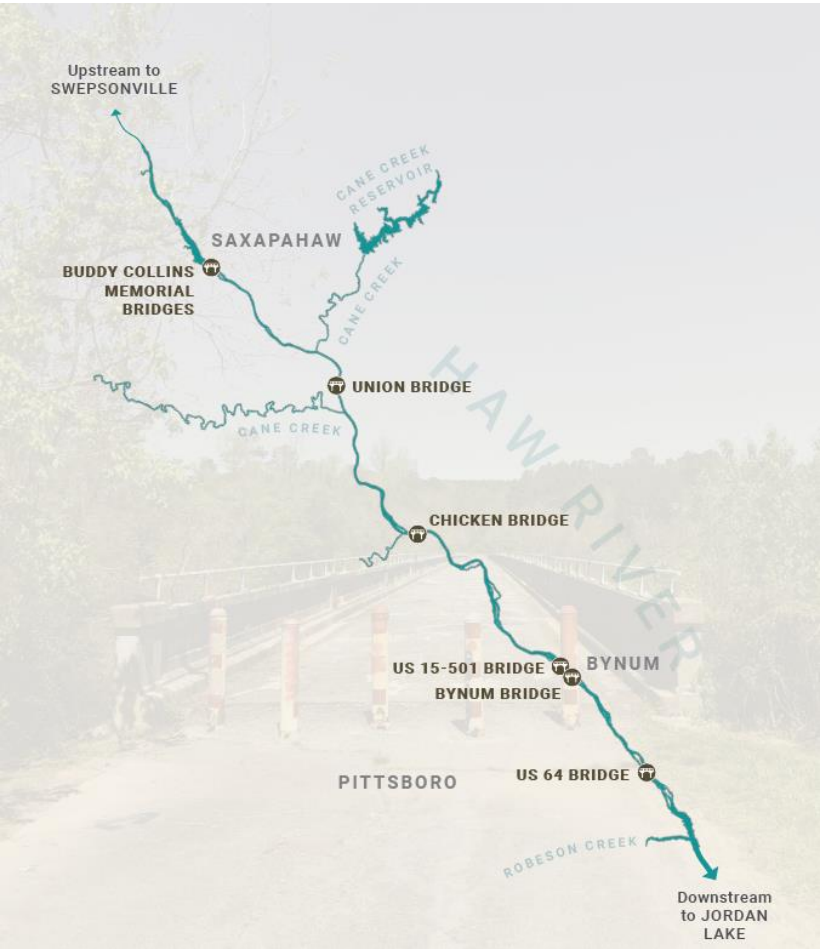 Upstream to
SWEPSONVILLE
CANE CREEK
RESERVOIR
SAXAPAHAW
BUDDY COLLINS
MEMORIAL
BRIDGES
CANE CREEK
UNION BRIDGE
HAW RIVER
CANE CREEK
CHICKEN BRIDGE
US 15-501 BRIDGE
BYNUM
BYNUM BRIDGE
US 64 BRIDGE
PITTSBORO
ROBESON CREEK
Downstream
to JORDAN
LAKE